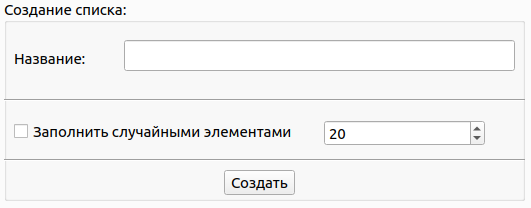 Создание списка:
Название:
Заполнить случайными элементами 20
Создать